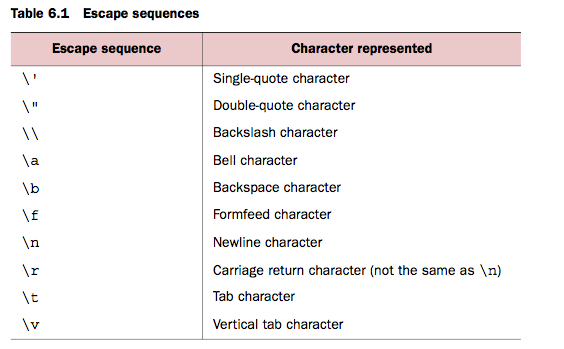 Table 6.1 Escape sequences
Escape sequence Character represented
\' Single-quote character
\" Double-quote character
\\ Backslash character
\a Bell character
\b Backspace character
\f Formfeed character
\n Newline character
\r Carriage return character (not the same as \n)
\t Tab character
\v Vertical tab character